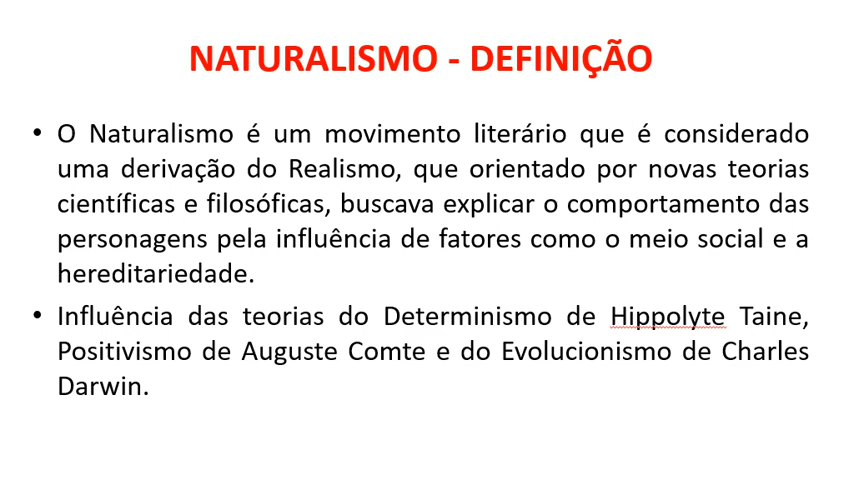 NATURALISMO - DEFINIÇÃO
• O Naturalismo é um movimento literário que é considerado
uma derivação do Realismo, que orientado por novas teorias
científicas e filosóficas, buscava explicar o comportamento das
personagens pela influência de fatores como o meio social e a
hereditariedade.
• Influência das teorias do Determinismo de Hippolyte Taine,
Positivismo de Auguste Comte e do Evolucionismo de Charles
Darwin.